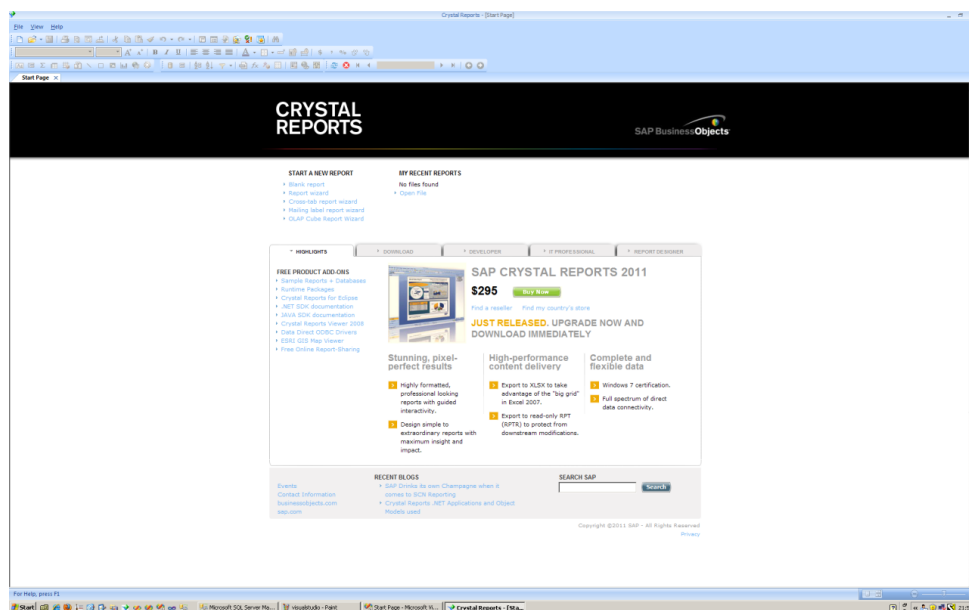 Crystal Reports - [Start Page]
File View Help
Start Page
CRYSTAL
REPORTS
SAP BusinessObjects
START A NEW REPORT
Blank report
Report wizard
Cross-tab report wizard
Mailing label report wizard
OLAP Cube Report Wizard
MY RECENT REPORTS
No files found
Open File
HIGHLIGHTS
DOWNLOAD
DEVELOPER
IT PROFESSIONAL
REPORT DESIGNER
FREE PRODUCT ADD-ONS
Sample Reports + Databases
Runtime Packages
Crystal Reports for Eclipse
.NET SDK documentation
JAVA SDK documentation
Crystal Reports Viewer 2008
Data Direct ODBC Drivers
ESRI GIS Map Viewer
Free Online Report-Sharing
SAP CRYSTAL REPORTS 2011
$295 Buy Now
Find a reseller Find my country's store
JUST RELEASED. UPGRADE NOW AND
DOWNLOAD IMMEDIATELY
Stunning, pixel-
perfect results
Highly formatted,
professional looking
reports with guided
interactivity.
Design simple to
extraordinary reports with
maximum insight and
impact.
High-performance
content delivery
Export to XLSX to take
advantage of the "big grid"
in Excel 2007.
Export to read-only RPT
(RPTR) to protect from
downstream modifications.
Complete and
flexible data
Windows 7 certification.
Full spectrum of direct
data connectivity.
Events
Contact Information
businessobjects.com
sap.com
RECENT BLOGS
SAP Drinks its own Champagne when it
comes to SCN Reporting
Crystal Reports .NET Applications and Object
Models used
SEARCH SAP
Search
Copyright ©2011 SAP - All Rights Reserved
Privacy
For Help, press F1
Start
Microsoft SQL Server Ma...
visualstudio - Paint
Start Page - Microsoft Vi...
Crystal Reports - [Sta...